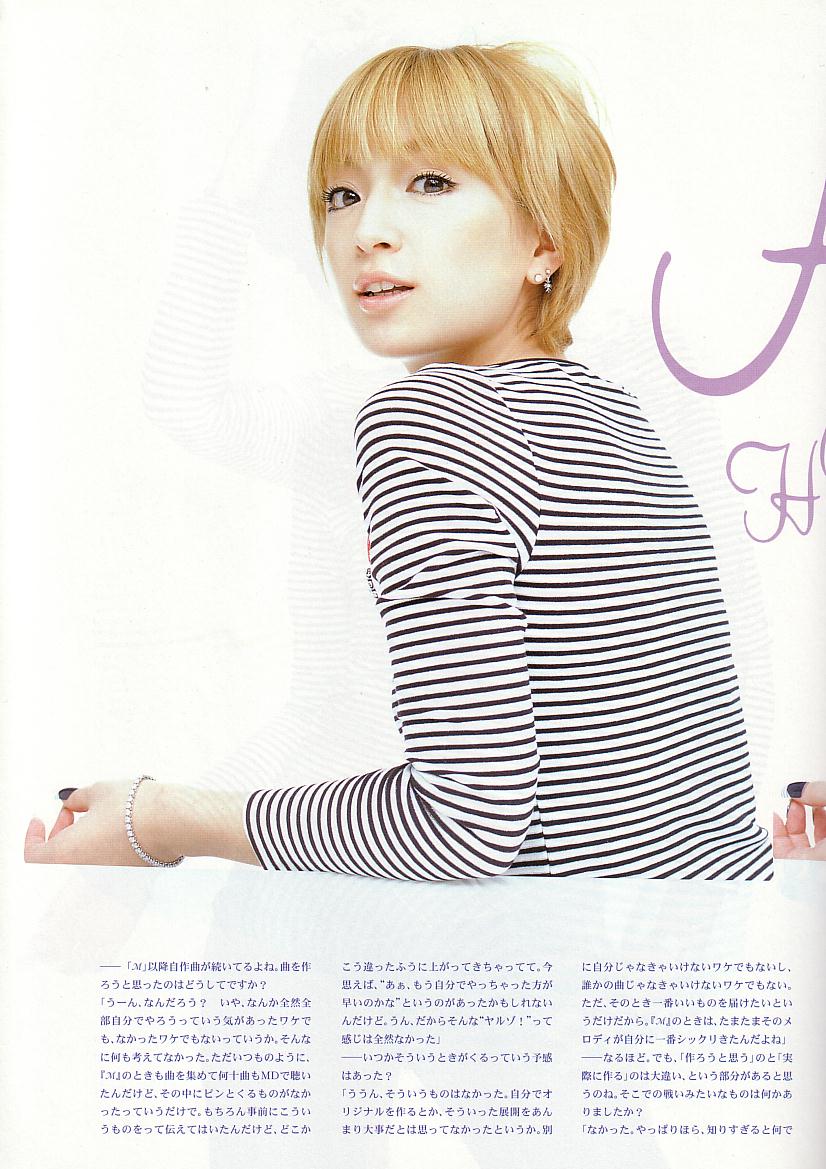 A
H
――「M」以降自作曲が続いてるよね。曲を作
ろうと思ったのはどうしてですか？
「うーん、なんだろう？　いや、なんか全然全
部自分でやろうっていう気があったワケで
も、なかったワケでもないっていうか。そんな
に何も考えてなかった。ただいつものように、
『M』のときも曲を集めて何十曲もMDで聴い
たんだけど、その中にピンとくるものがなか
ったっていうだけで。もちろん事前にこうい
うものをって伝えてはいたんだけど、どこか
こう違ったふうに上がってきちゃってて。今
思えば、“あぁ、もう自分でやっちゃった方が
早いのかな”というのがあったかもしれない
んだけど。うん、だからそんな“ヤルゾ！”って
感じは全然なかった」
――いつかそういうときがくるっていう予感
はあった？
「ううん、そういうものはなかった。自分でオ
リジナルを作るとか、そういった展開をあん
まり大事だとは思ってなかったというか。別
に自分じゃなきゃいけないワケでもないし、
誰かの曲じゃなきゃいけないワケでもない。
ただ、そのとき一番いいものを届けたいとい
うだけだから。『M』のときは、たまたまそのメ
ロディが自分に一番シックリきたんだよね」
――なるほど。でも、「作ろうと思う」のと「実
際に作る」のは大違い、という部分があると思
うのね。そこでの戦いみたいなものは何かあ
りましたか？
「なかった。やっぱりほら、知りすぎると何で